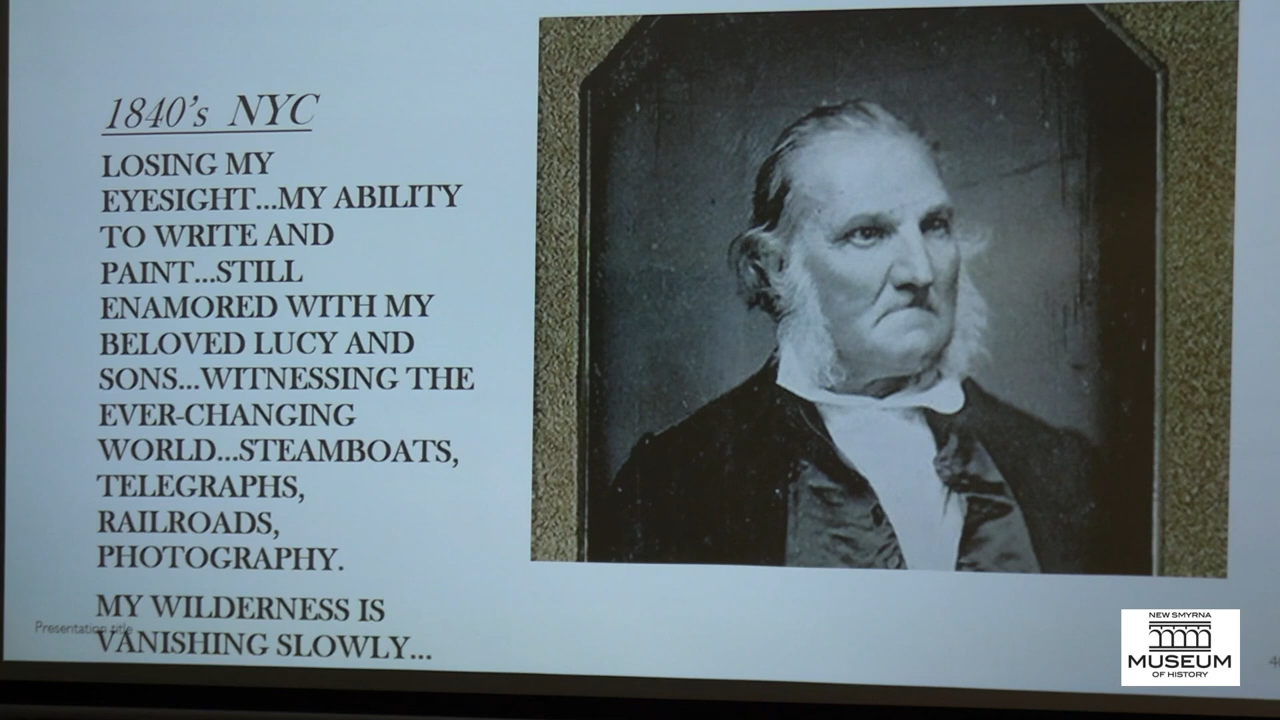 1840's NYC
LOSING MY
EYESIGHT...MY ABILITY
TO WRITE AND
PAINT...STILL
ENAMORED WITH MY
BELOVED LUCY AND
SONS...WITNESSING THE
EVER-CHANGING
WORLD...STEAMBOATS,
TELEGRAPHS,
RAILROADS,
PHOTOGRAPHY.
MY WILDERNESS IS
Presentation title
VANISHING SLOWLY...
NEW SMYRNA
MUSEUM
OF HISTORY